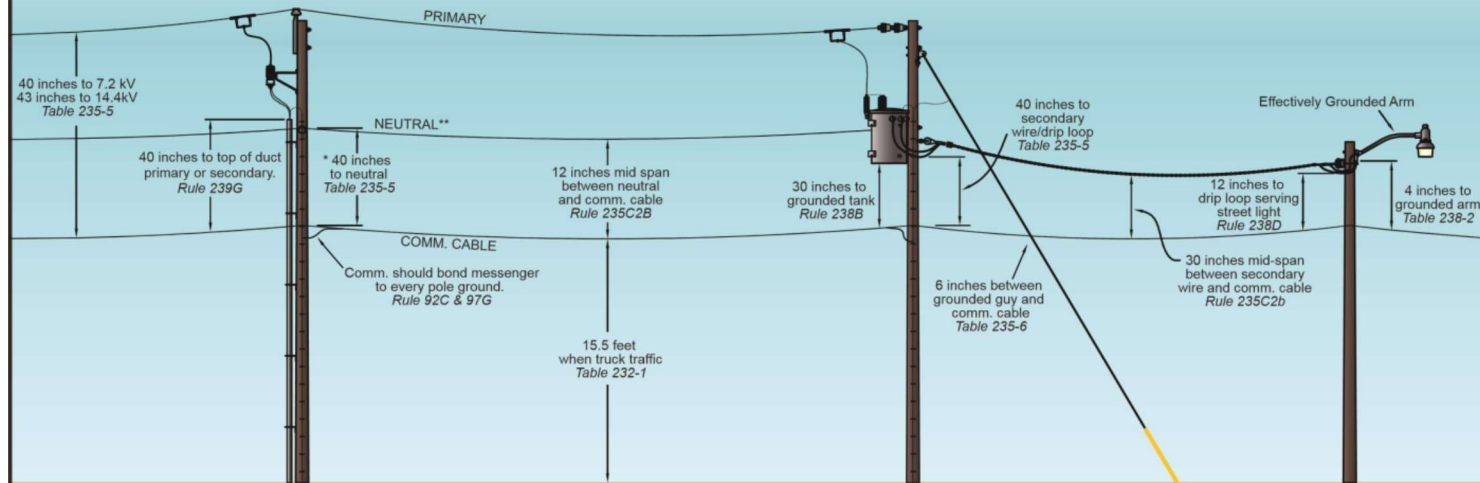 PRIMARY
40 inches to 7.2 kV
43 inches to 14.4kV
Table 235-5
NEUTRAL**
40 inches to top of duct
primary or secondary.
Rule 239G
* 40 inches
to neutral
Table 235-5
12 inches mid span
between neutral
and comm. cable
Rule 235C2B
30 inches to
grounded tank
Rule 238B
40 inches to
secondary
wire/drip loop
Table 235-5
Effectively Grounded Arm
12 inches to
drip loop serving
street light
Rule 238D
4 inches to
grounded arm
Table 238-2
COMM. CABLE
Comm. should bond messenger
to every pole ground.
Rule 92C & 97G
15.5 feet
when truck traffic
Table 232-1
6 inches between
grounded guy and
comm. cable
Table 235-6
30 inches mid-span
between secondary
wire and comm. cable
Rule 235C2b